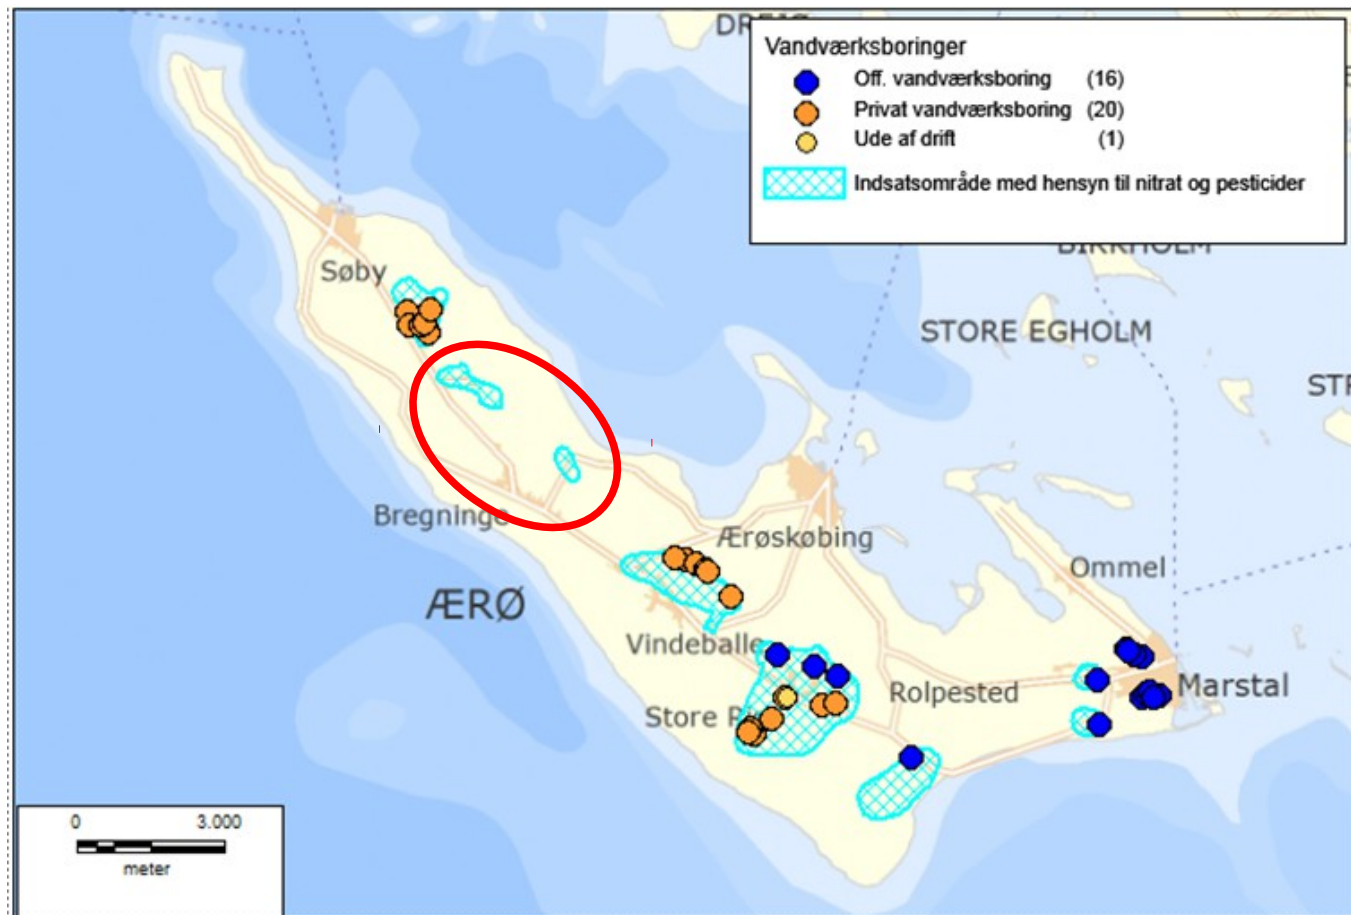 Vandværksboringer
Off. vandværksboring (16)
Privat vandværksboring (20)
Ude af drift (1)
Indsatsområde med hensyn til nitrat og pesticider
Søby
STORE EGHOLM
Bregninge
Ærøskøbing
Ommel
ÆRØ
Vindeballe
Rolpested
Marstal
Store
0 3.000
meter